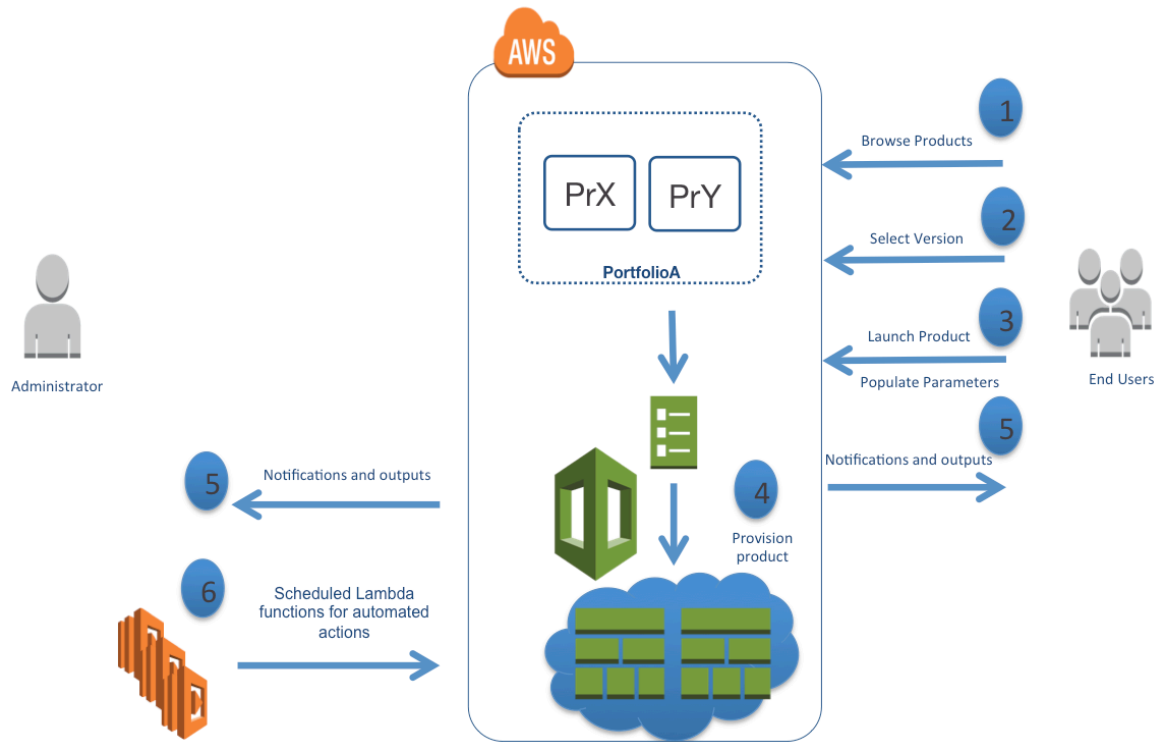 AWS
1
Browse Products
PrX
PrY
2
Select Version
PortfolioA
3
Launch Product
Populate Parameters
Administrator
End Users
5
Notifications and outputs
5
Notifications and outputs
4
Provision
product
6
Scheduled Lambda
functions for automated
actions